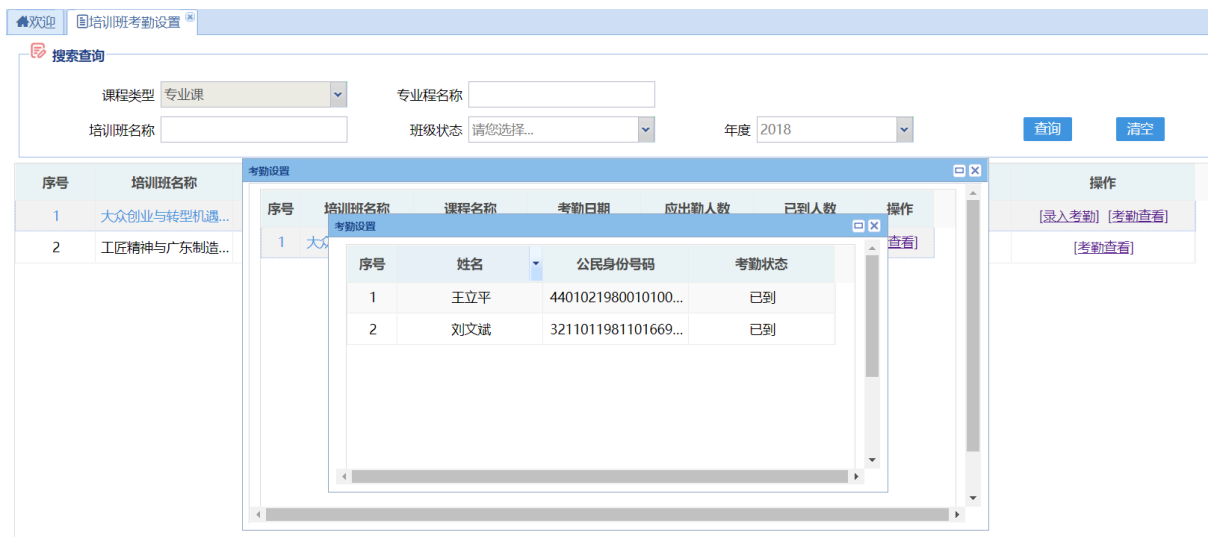 欢迎 培训班考勤设置
搜索查询
课程类型 专业课 专业程名称
培训班名称 班级状态 请您选择... 年度 2018 查询 清空
序号 培训班名称 操作
1 大众创业与转型机遇... [录入考勤] [考勤查看]
2 工匠精神与广东制造... [考勤查看]
考勤设置
序号 培训班名称 课程名称 考勤日期 应出勤人数 已到人数 操作
1 大众 查看]
考勤设置
序号 姓名 公民身份号码 考勤状态
1 王立平 4401021980010100... 已到
2 刘文斌 3211011981101669... 已到